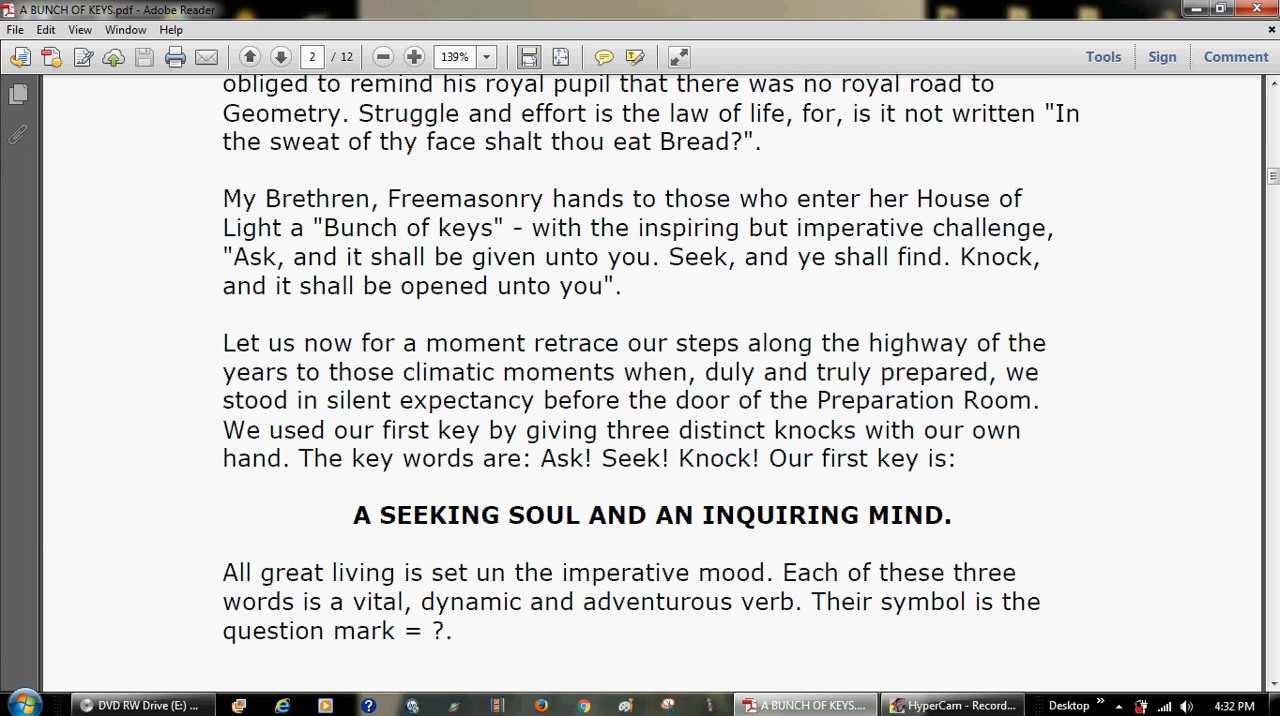 A BUNCH OF KEYS.pdf - Adobe Reader
File Edit View Window Help
2 / 12 139% Tools Sign Comment
obliged to remind his royal pupil that there was no royal road to
Geometry. Struggle and effort is the law of life, for, is it not written "In
the sweat of thy face shalt thou eat Bread?".
My Brethren, Freemasonry hands to those who enter her House of
Light a "Bunch of keys" - with the inspiring but imperative challenge,
"Ask, and it shall be given unto you. Seek, and ye shall find. Knock,
and it shall be opened unto you".
Let us now for a moment retrace our steps along the highway of the
years to those climatic moments when, duly and truly prepared, we
stood in silent expectancy before the door of the Preparation Room.
We used our first key by giving three distinct knocks with our own
hand. The key words are: Ask! Seek! Knock! Our first key is:
A SEEKING SOUL AND AN INQUIRING MIND.
All great living is set un the imperative mood. Each of these three
words is a vital, dynamic and adventurous verb. Their symbol is the
question mark = ?.
DVD RW Drive (E:) ... A BUNCH OF KEYS.... HyperCam - Record... Desktop » 4:32 PM